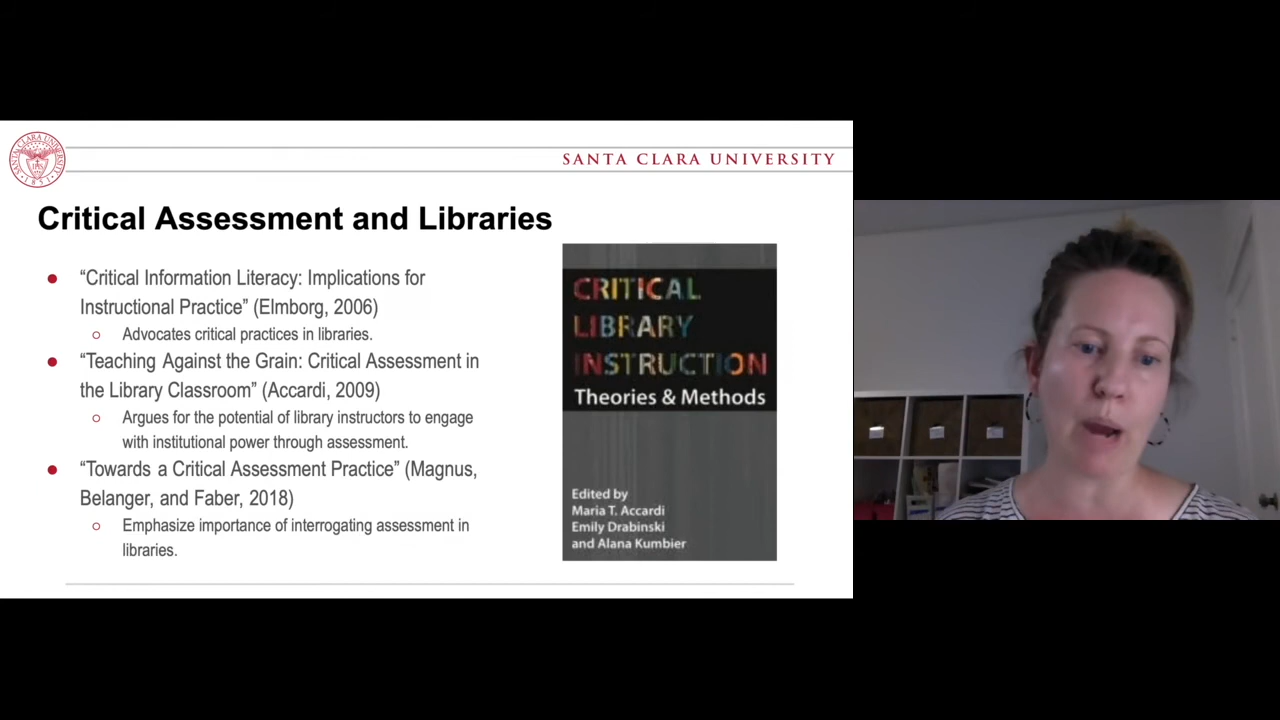 SANTA CLARA UNIVERSITY
Critical Assessment and Libraries
● “Critical Information Literacy: Implications for
Instructional Practice” (Elmborg, 2006)
○ Advocates critical practices in libraries.
● “Teaching Against the Grain: Critical Assessment in
the Library Classroom” (Accardi, 2009)
○ Argues for the potential of library instructors to engage
with institutional power through assessment.
● “Towards a Critical Assessment Practice” (Magnus,
Belanger, and Faber, 2018)
○ Emphasize importance of interrogating assessment in
libraries.
CRITICAL
LIBRARY
INSTRUCTION
Theories & Methods
Edited by
Maria T. Accardi
Emily Drabinski
and Alana Kumbier